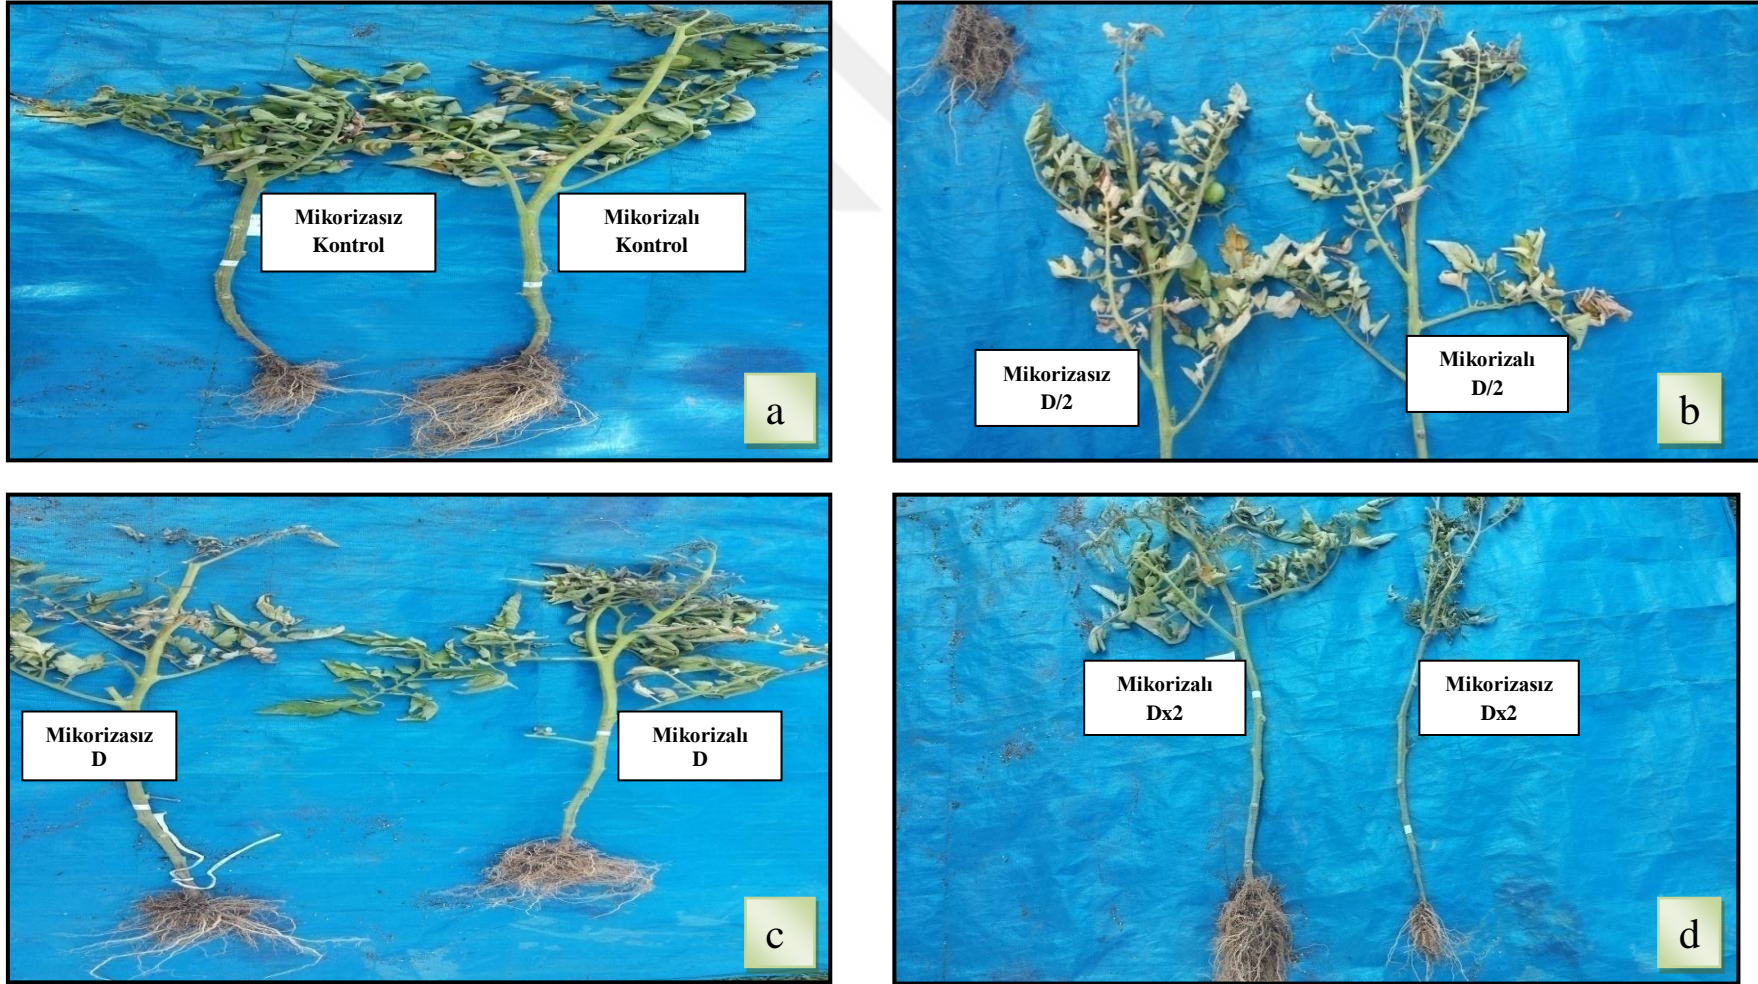 Mikorizasız
Kontrol
Mikorizalı
Kontrol
a
Mikorizasız
D/2
Mikorizalı
D/2
b
Mikorizasız
D
Mikorizalı
D
c
Mikorizalı
Dx2
Mikorizasız
Dx2
d